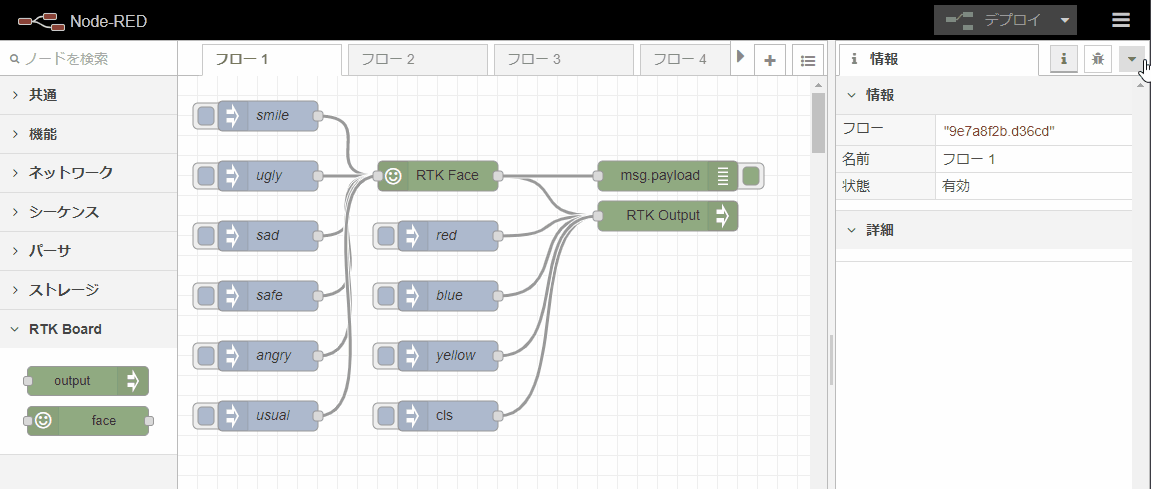 Node-RED
デプロイ
ノードを検索
フロー 1
フロー 2
フロー 3
フロー 4
情報
共通
機能
ネットワーク
シーケンス
パーサ
ストレージ
RTK Board
output
face
smile
ugly
sad
safe
angry
usual
RTK Face
red
blue
yellow
cls
msg.payload
RTK Output
情報
フロー "9e7a8f2b.d36cd"
名前 フロー 1
状態 有効
詳細